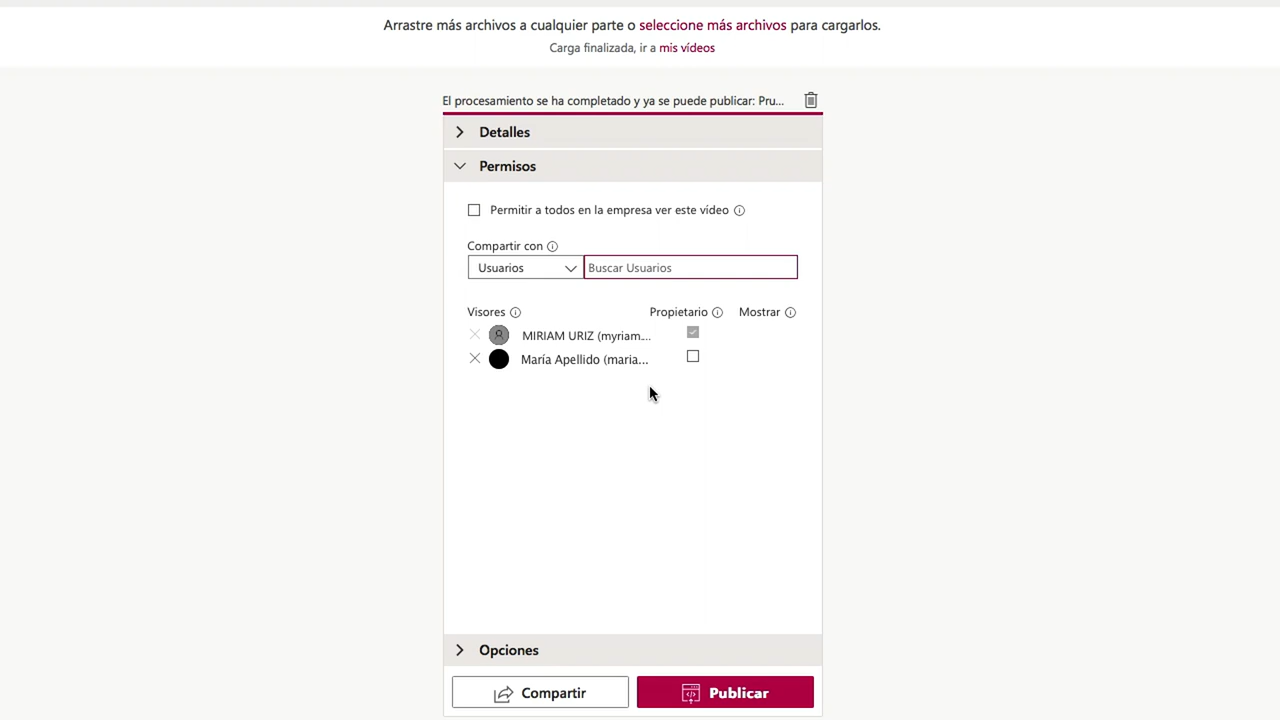 Arrastre más archivos a cualquier parte o seleccione más archivos para cargarlos.
Carga finalizada, ir a mis vídeos
El procesamiento se ha completado y ya se puede publicar: Pru...
Detalles
Permisos
Permitir a todos en la empresa ver este vídeo
Compartir con
Usuarios Buscar Usuarios
Visores Propietario Mostrar
MIRIAM URIZ (myriam...
María Apellido (maria...
Opciones
Compartir Publicar